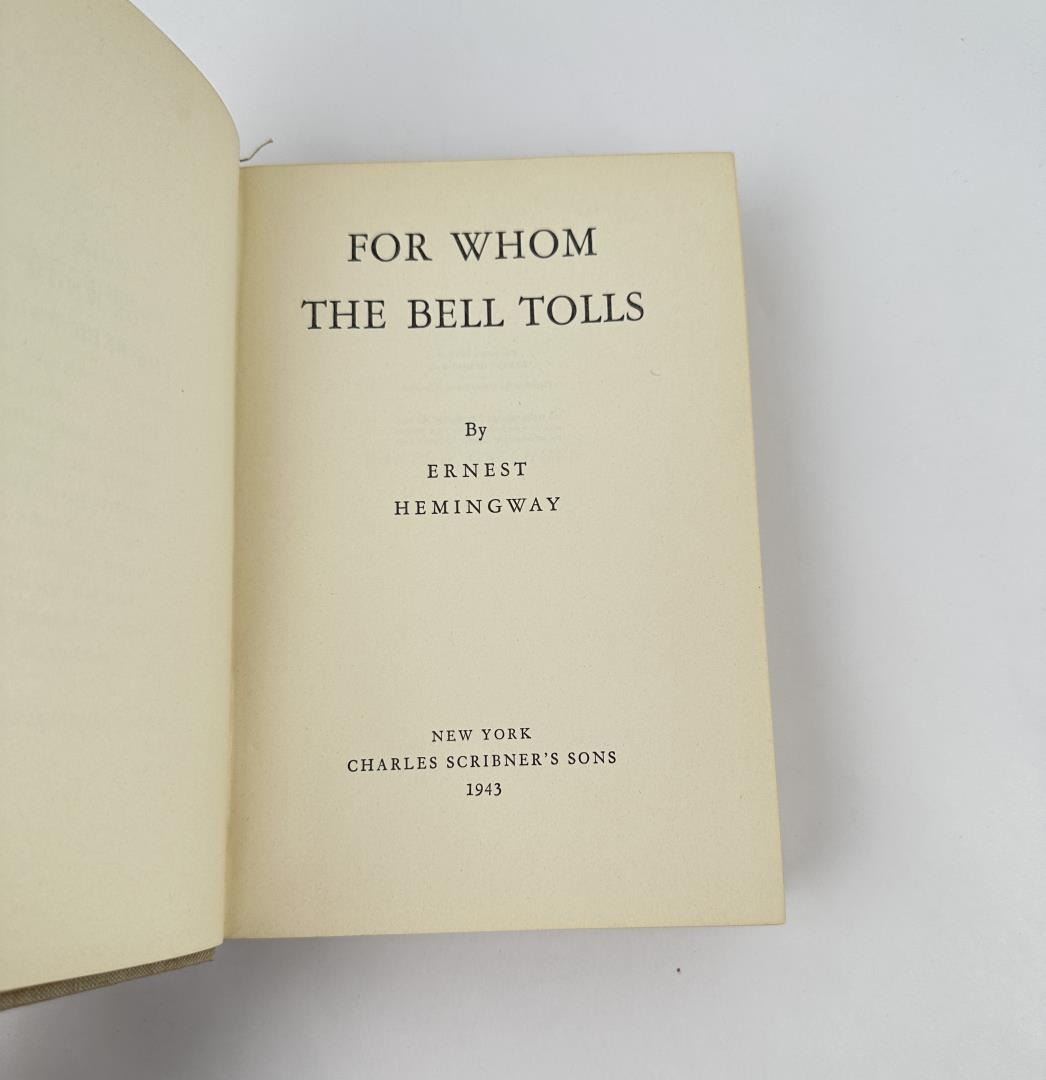 FOR WHOM
THE BELL TOLLS
By
ERNEST
HEMINGWAY
NEW YORK
CHARLES SCRIBNER'S SONS
1943